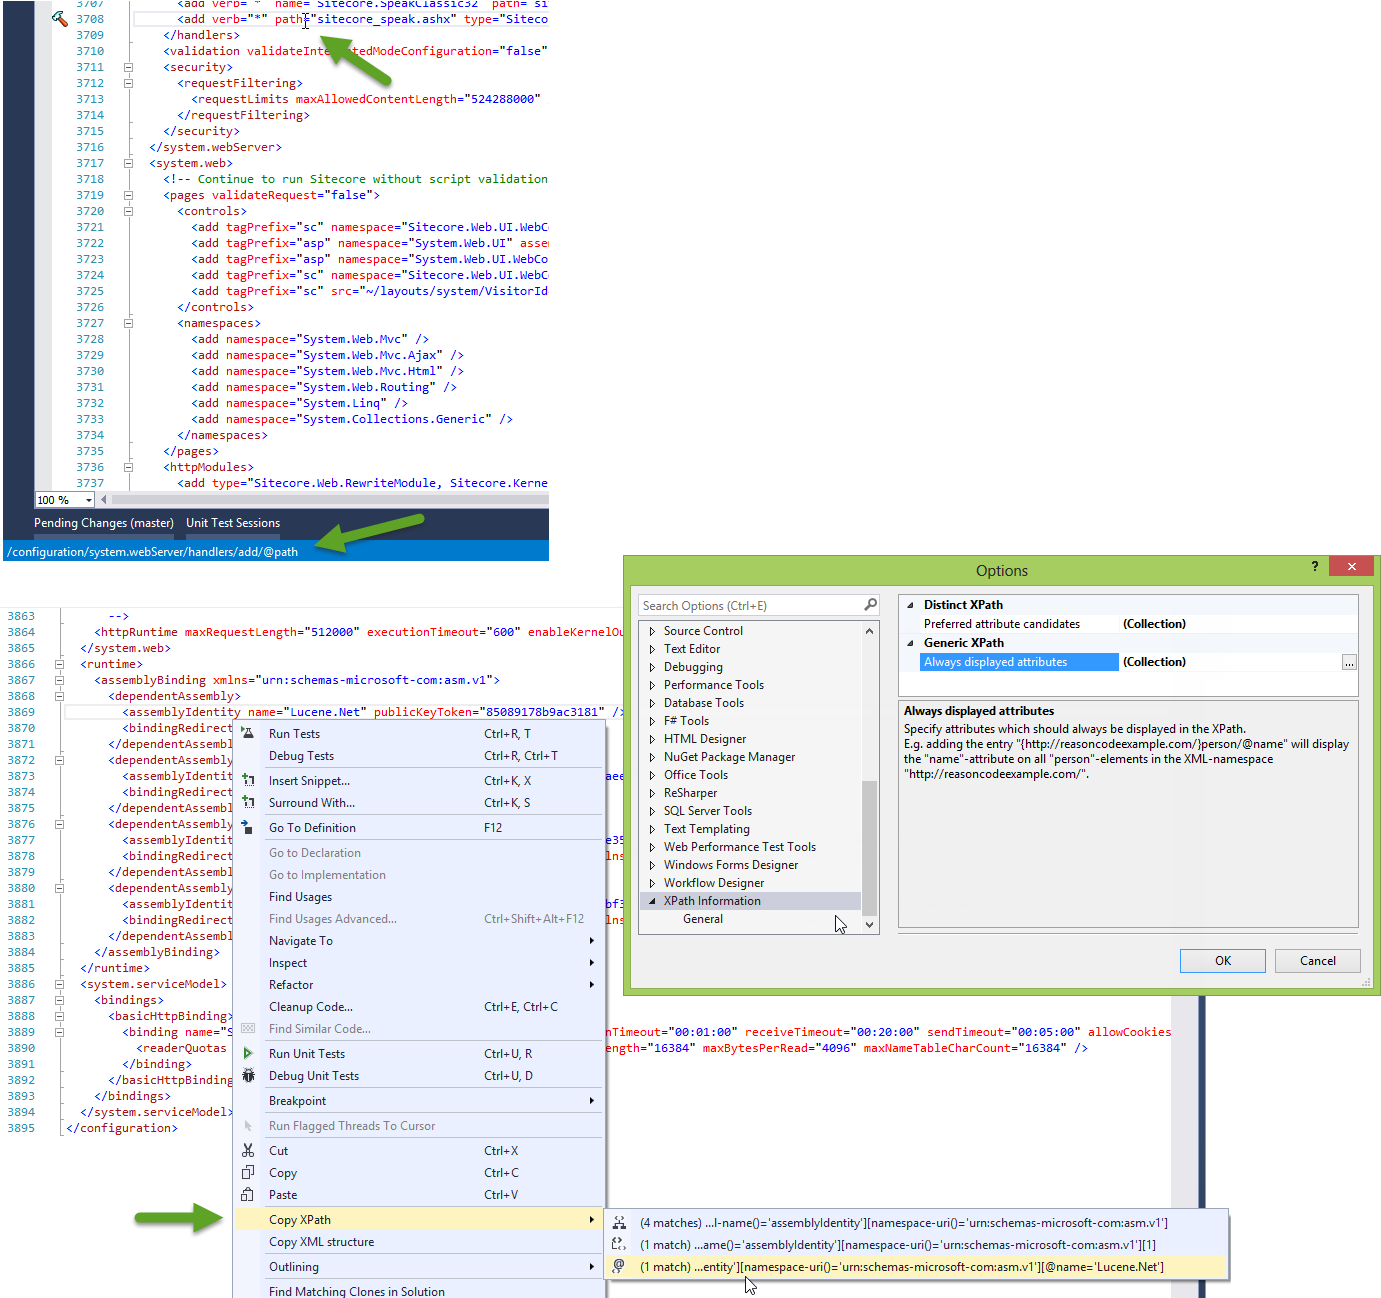 3707 <add verb="*" name="Sitecore.SpeakClassic32" path="si
3708 <add verb="*" path="sitecore_speak.ashx" type="Siteco
3709 </handlers>
3710 <validation validateIntegratedModeConfiguration="false"
3711 <security>
3712 <requestFiltering>
3713 <requestLimits maxAllowedContentLength="524288000"
3714 </requestFiltering>
3715 </security>
3716 </system.webServer>
3717 <system.web>
3718 <!-- Continue to run Sitecore without script validation
3719 <pages validateRequest="false">
3720 <controls>
3721 <add tagPrefix="sc" namespace="Sitecore.Web.UI.WebC
3722 <add tagPrefix="asp" namespace="System.Web.UI" asse
3723 <add tagPrefix="asp" namespace="System.Web.UI.WebCo
3724 <add tagPrefix="sc" namespace="Sitecore.Web.UI.WebC
3725 <add tagPrefix="sc" src="~/layouts/system/VisitorId
3726 </controls>
3727 <namespaces>
3728 <add namespace="System.Web.Mvc" />
3729 <add namespace="System.Web.Mvc.Ajax" />
3730 <add namespace="System.Web.Mvc.Html" />
3731 <add namespace="System.Web.Routing" />
3732 <add namespace="System.Linq" />
3733 <add namespace="System.Collections.Generic" />
3734 </namespaces>
3735 </pages>
3736 <httpModules>
3737 <add type="Sitecore.Web.RewriteModule, Sitecore.Kerne
100 %
Pending Changes (master) Unit Test Sessions
/configuration/system.webServer/handlers/add/@path
3863 -->
3864 <httpRuntime maxRequestLength="512000" executionTimeout="600" enableKernelOu
3865 </system.web>
3866 <runtime>
3867 <assemblyBinding xmlns="urn:schemas-microsoft-com:asm.v1">
3868 <dependentAssembly>
3869 <assemblyIdentity name="Lucene.Net" publicKeyToken="85089178b9ac3181" />
3870 <bindingRedirect
3871 </dependentAssembl
3872 <dependentAssembly
3873 <assemblyIdentit aee
3874 <bindingRedirect
3875 </dependentAssembl
3876 <dependentAssembly
3877 <assemblyIdentit e35
3878 <bindingRedirect lns
3879 </dependentAssembl
3880 <dependentAssembly
3881 <assemblyIdentit bf3
3882 <bindingRedirect lns
3883 </dependentAssembl
3884 </assemblyBinding>
3885 </runtime>
3886 <system.serviceModel>
3887 <bindings>
3888 <basicHttpBinding>
3889 <binding name="S nTimeout="00:01:00" receiveTimeout="00:20:00" sendTimeout="00:05:00" allowCookies
3890 <readerQuotas ength="16384" maxBytesPerRead="4096" maxNameTableCharCount="16384" />
3891 </binding>
3892 </basicHttpBinding
3893 </bindings>
3894 </system.serviceModel>
3895 </configuration>
Run Tests Ctrl+R, T
Debug Tests Ctrl+R, Ctrl+T
Insert Snippet... Ctrl+K, X
Surround With... Ctrl+K, S
Go To Definition F12
Go to Declaration
Go to Implementation
Find Usages
Find Usages Advanced... Ctrl+Shift+Alt+F12
Navigate To
Inspect
Refactor
Cleanup Code... Ctrl+E, Ctrl+C
Find Similar Code...
Run Unit Tests Ctrl+U, R
Debug Unit Tests Ctrl+U, D
Breakpoint
Run Flagged Threads To Cursor
Cut Ctrl+X
Copy Ctrl+C
Paste Ctrl+V
Copy XPath
Copy XML structure
Outlining
Find Matching Clones in Solution
(4 matches) ...l-name()='assemblyIdentity'][namespace-uri()='urn:schemas-microsoft-com:asm.v1']
(1 match) ...ame()='assemblyIdentity'][namespace-uri()='urn:schemas-microsoft-com:asm.v1'][1]
(1 match) ...entity'][namespace-uri()='urn:schemas-microsoft-com:asm.v1'][@name='Lucene.Net']
Options
?
Search Options (Ctrl+E)
Source Control
Text Editor
Debugging
Performance Tools
Database Tools
F# Tools
HTML Designer
NuGet Package Manager
Office Tools
ReSharper
SQL Server Tools
Text Templating
Web Performance Test Tools
Windows Forms Designer
Workflow Designer
XPath Information
General
Distinct XPath
Preferred attribute candidates (Collection)
Generic XPath
Always displayed attributes (Collection) ...
Always displayed attributes
Specify attributes which should always be displayed in the XPath.
E.g. adding the entry "{http://reasoncodeexample.com/}person/@name" will display
the "name"-attribute on all "person"-elements in the XML-namespace
"http://reasoncodeexample.com/".
OK Cancel